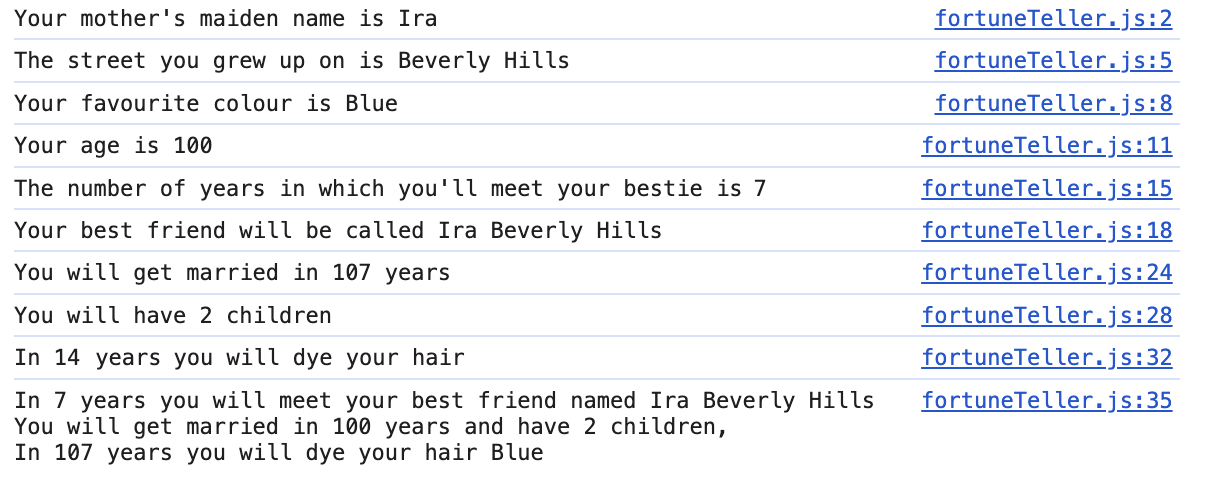 Your mother's maiden name is Ira fortuneTeller.js:2
The street you grew up on is Beverly Hills fortuneTeller.js:5
Your favourite colour is Blue fortuneTeller.js:8
Your age is 100 fortuneTeller.js:11
The number of years in which you'll meet your bestie is 7 fortuneTeller.js:15
Your best friend will be called Ira Beverly Hills fortuneTeller.js:18
You will get married in 107 years fortuneTeller.js:24
You will have 2 children fortuneTeller.js:28
In 14 years you will dye your hair fortuneTeller.js:32
In 7 years you will meet your best friend named Ira Beverly Hills fortuneTeller.js:35
You will get married in 100 years and have 2 children,
In 107 years you will dye your hair Blue